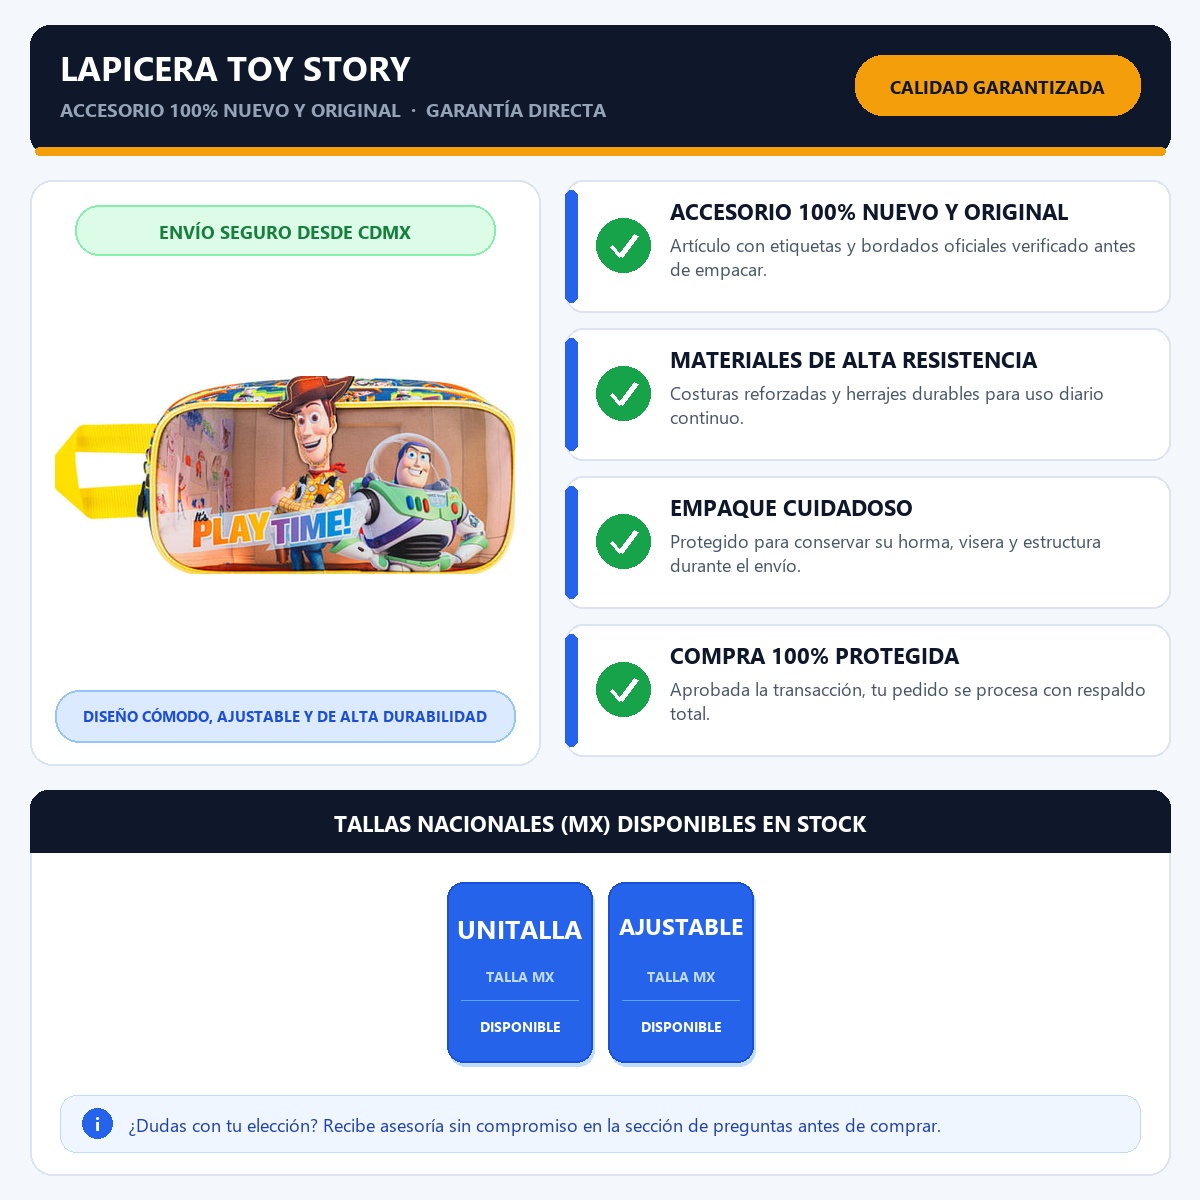 LAPICERA TOY STORY
ACCESORIO 100% NUEVO Y ORIGINAL · GARANTÍA DIRECTA
CALIDAD GARANTIZADA
ENVÍO SEGURO DESDE CDMX
It's
PLAY TIME!
DISEÑO CÓMODO, AJUSTABLE Y DE ALTA DURABILIDAD
ACCESORIO 100% NUEVO Y ORIGINAL
Artículo con etiquetas y bordados oficiales verificado antes
de empacar.
MATERIALES DE ALTA RESISTENCIA
Costuras reforzadas y herrajes durables para uso diario
continuo.
EMPAQUE CUIDADOSO
Protegido para conservar su horma, visera y estructura
durante el envío.
COMPRA 100% PROTEGIDA
Aprobada la transacción, tu pedido se procesa con respaldo
total.
TALLAS NACIONALES (MX) DISPONIBLES EN STOCK
UNITALLA
TALLA MX
DISPONIBLE
AJUSTABLE
TALLA MX
DISPONIBLE
¿Dudas con tu elección? Recibe asesoría sin compromiso en la sección de preguntas antes de comprar.